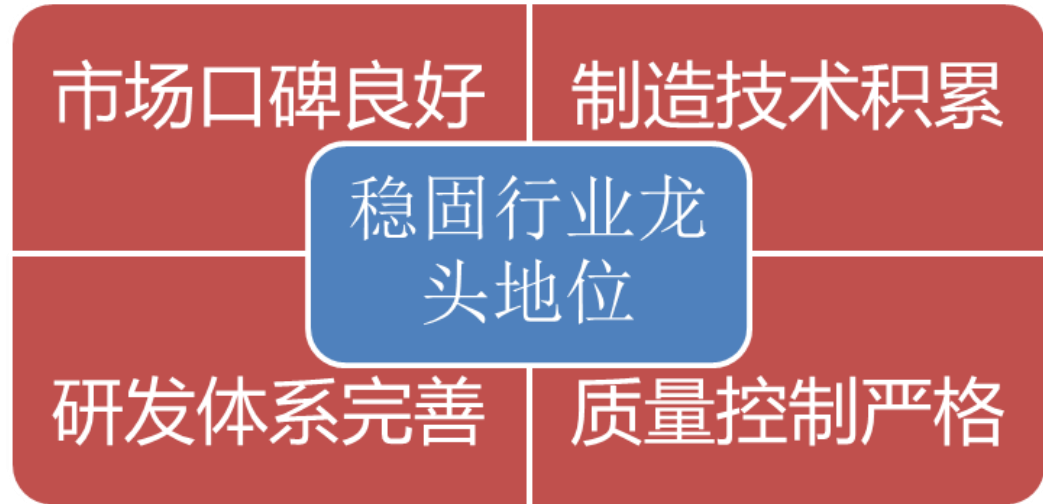 市场口碑良好
制造技术积累
稳固行业龙
头地位
研发体系完善
质量控制严格